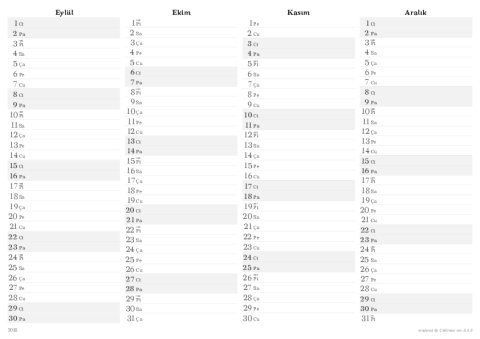 Eylül
1 Ct
2 Pa
3 Pt
4 Sa
5 Ça
6 Pe
7 Cu
8 Ct
9 Pa
10 Pt
11 Sa
12 Ça
13 Pe
14 Cu
15 Ct
16 Pa
17 Pt
18 Sa
19 Ça
20 Pe
21 Cu
22 Ct
23 Pa
24 Pt
25 Sa
26 Ça
27 Pe
28 Cu
29 Ct
30 Pa
Ekim
1 Pt
2 Sa
3 Ça
4 Pe
5 Cu
6 Ct
7 Pa
8 Pt
9 Sa
10 Ça
11 Pe
12 Cu
13 Ct
14 Pa
15 Pt
16 Sa
17 Ça
18 Pe
19 Cu
20 Ct
21 Pa
22 Pt
23 Sa
24 Ça
25 Pe
26 Cu
27 Ct
28 Pa
29 Pt
30 Sa
31 Ça
Kasım
1 Pe
2 Cu
3 Ct
4 Pa
5 Pt
6 Sa
7 Ça
8 Pe
9 Cu
10 Ct
11 Pa
12 Pt
13 Sa
14 Ça
15 Pe
16 Cu
17 Ct
18 Pa
19 Pt
20 Sa
21 Ça
22 Pe
23 Cu
24 Ct
25 Pa
26 Pt
27 Sa
28 Ça
29 Pe
30 Cu
Aralık
1 Ct
2 Pa
3 Pt
4 Sa
5 Ça
6 Pe
7 Cu
8 Ct
9 Pa
10 Pt
11 Sa
12 Ça
13 Pe
14 Cu
15 Ct
16 Pa
17 Pt
18 Sa
19 Ça
20 Pe
21 Cu
22 Ct
23 Pa
24 Pt
25 Sa
26 Ça
27 Pe
28 Cu
29 Ct
30 Pa
31 Pt